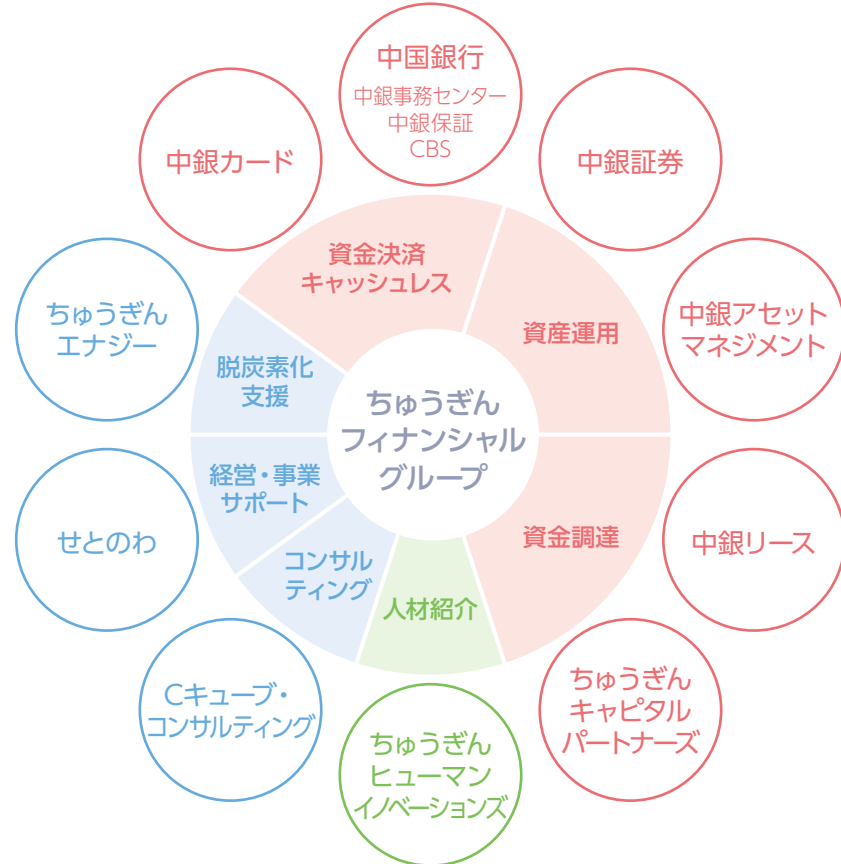 中国銀行
中銀事務センター
中銀保証
CBS
中銀カード
中銀証券
資金決済
キャッシュレス
資産運用
ちゅうぎん
エナジー
中銀アセット
マネジメント
脱炭素化
支援
ちゅうぎん
フィナンシャル
グループ
経営・事業
サポート
資金調達
せとのわ
中銀リース
コンサル
ティング
人材紹介
Cキューブ・
コンサルティング
ちゅうぎん
キャピタル
パートナーズ
ちゅうぎん
ヒューマン
イノベーションズ